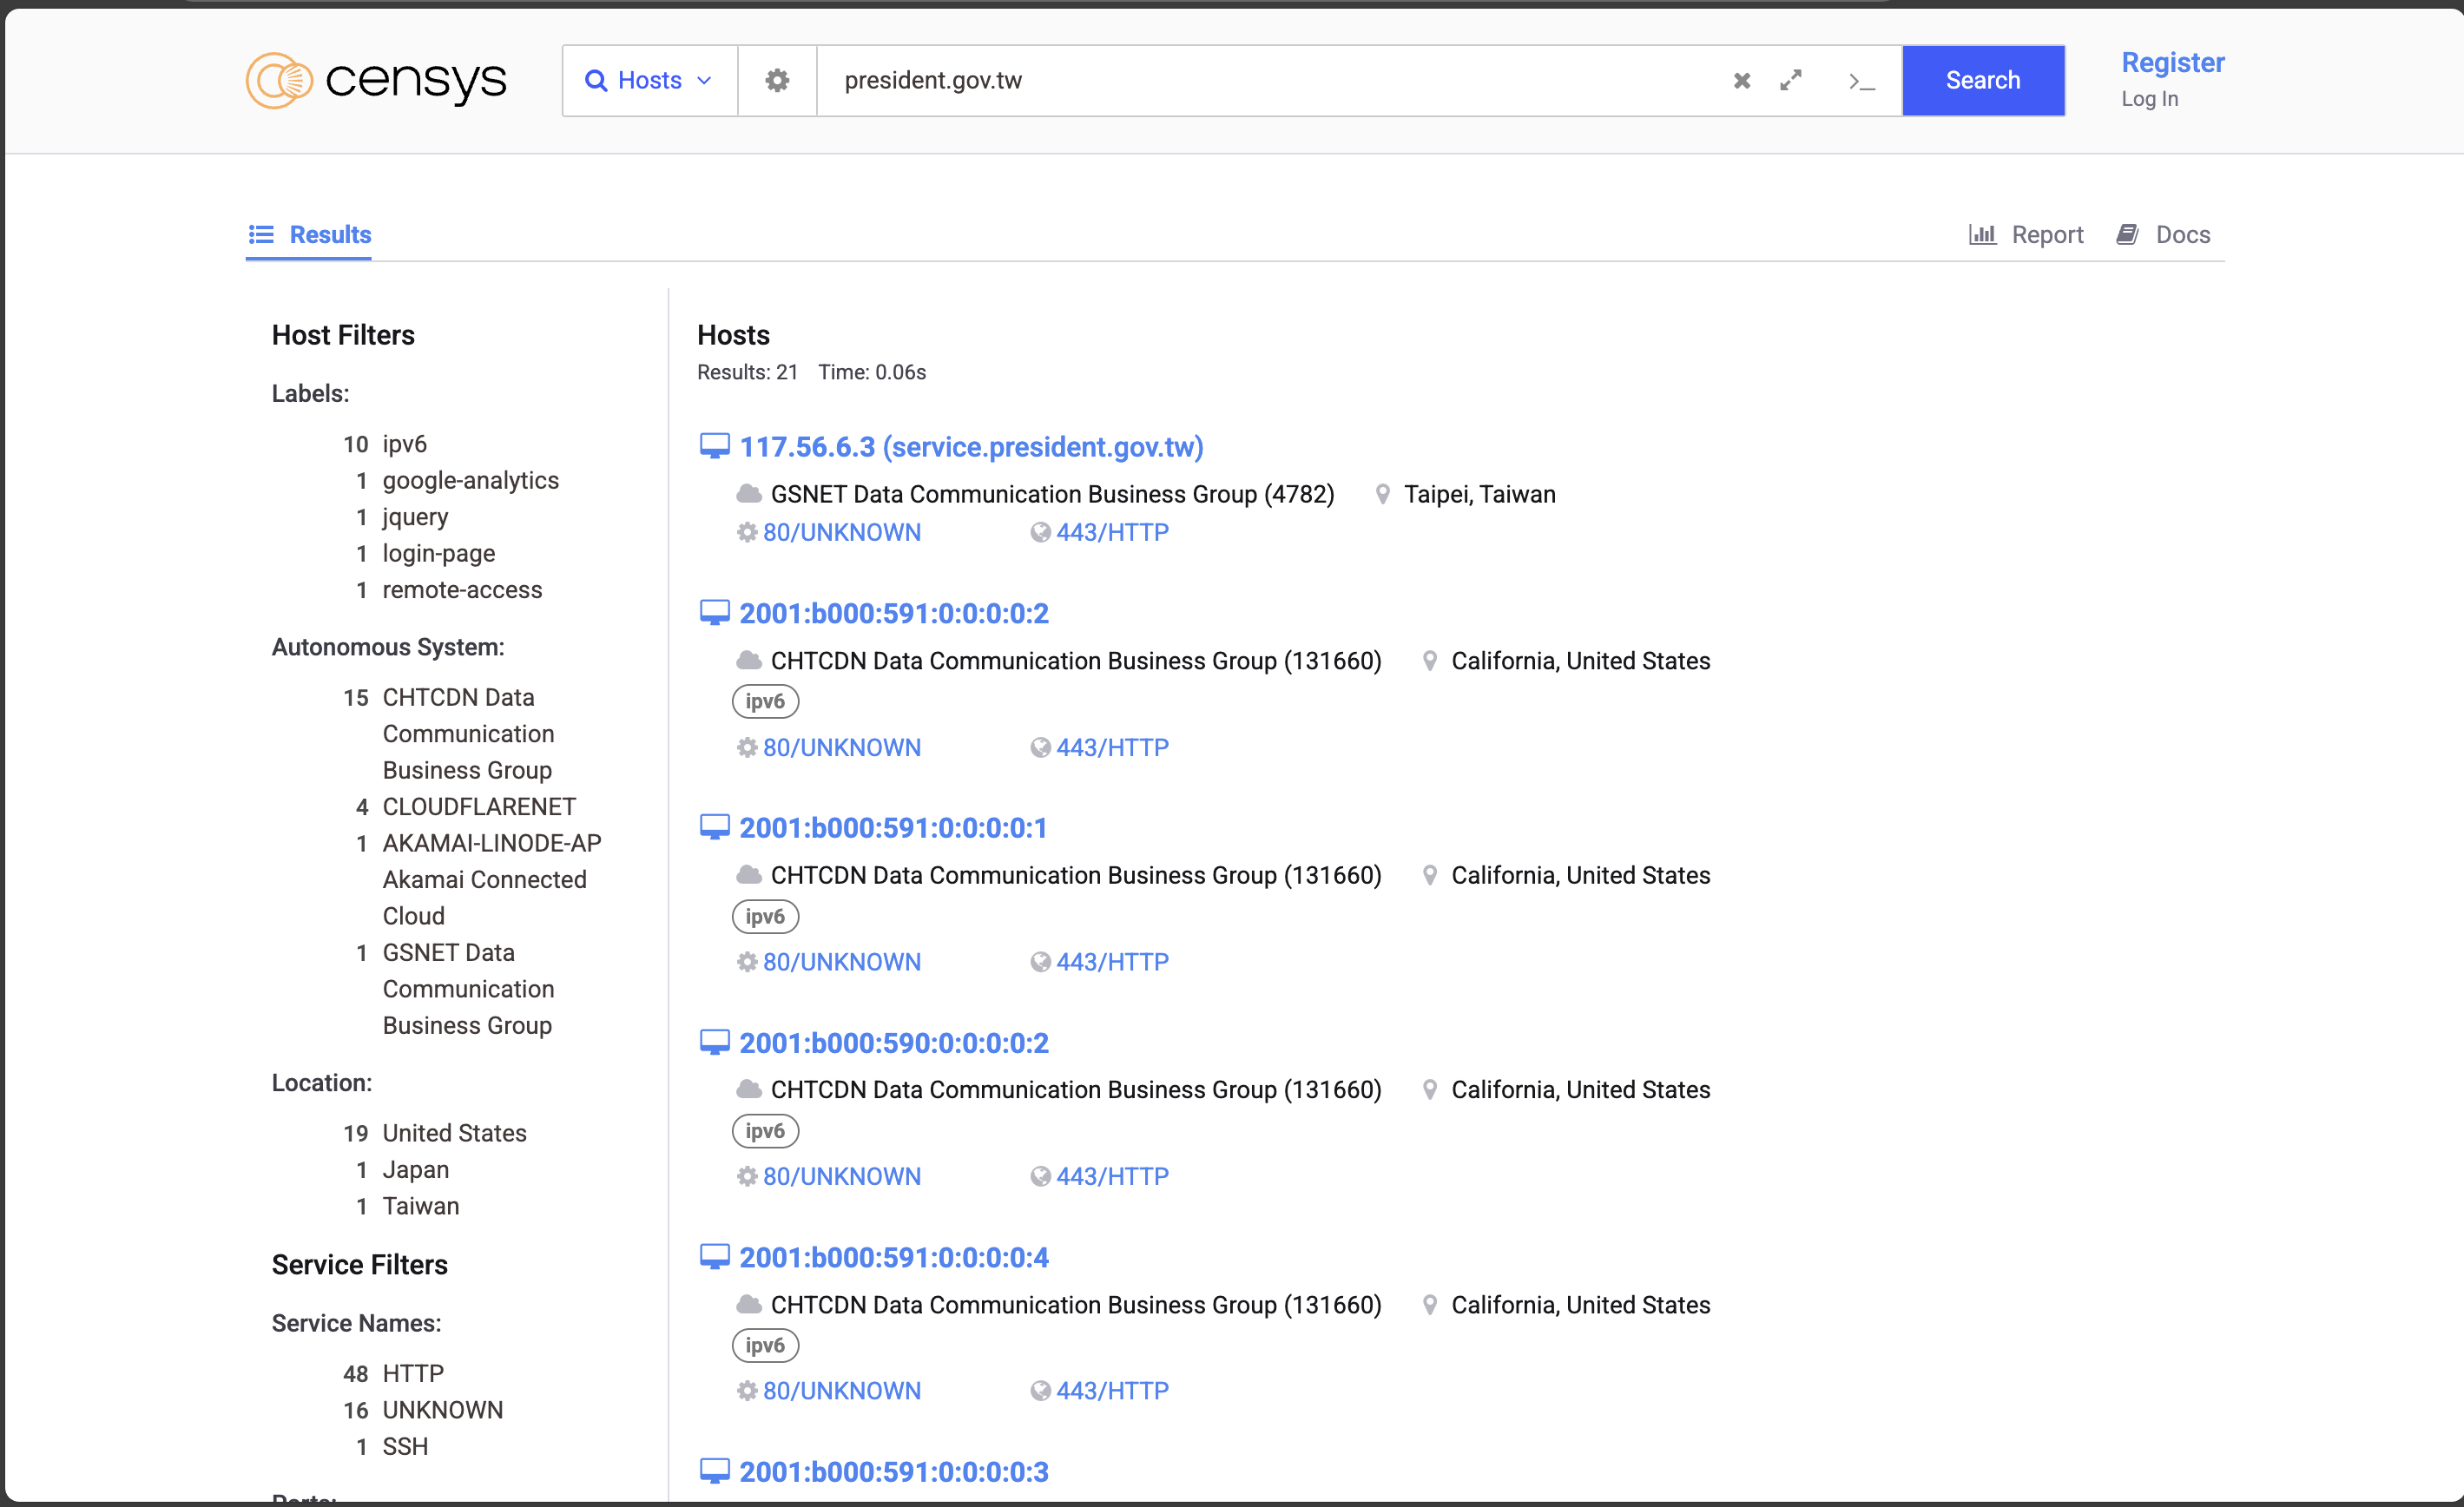 censys
Hosts
president.gov.tw
Search
Register
Log In
Results
Report
Docs
Host Filters
Labels:
10 ipv6
1 google-analytics
1 jquery
1 login-page
1 remote-access
Autonomous System:
15 CHTCDN Data
Communication
Business Group
4 CLOUDFLARENET
1 AKAMAI-LINODE-AP
Akamai Connected
Cloud
1 GSNET Data
Communication
Business Group
Location:
19 United States
1 Japan
1 Taiwan
Service Filters
Service Names:
48 HTTP
16 UNKNOWN
1 SSH
Ports:
Hosts
Results: 21 Time: 0.06s
117.56.6.3 (service.president.gov.tw)
GSNET Data Communication Business Group (4782) Taipei, Taiwan
80/UNKNOWN 443/HTTP
2001:b000:591:0:0:0:0:2
CHTCDN Data Communication Business Group (131660) California, United States
ipv6
80/UNKNOWN 443/HTTP
2001:b000:591:0:0:0:0:1
CHTCDN Data Communication Business Group (131660) California, United States
ipv6
80/UNKNOWN 443/HTTP
2001:b000:590:0:0:0:0:2
CHTCDN Data Communication Business Group (131660) California, United States
ipv6
80/UNKNOWN 443/HTTP
2001:b000:591:0:0:0:0:4
CHTCDN Data Communication Business Group (131660) California, United States
ipv6
80/UNKNOWN 443/HTTP
2001:b000:591:0:0:0:0:3